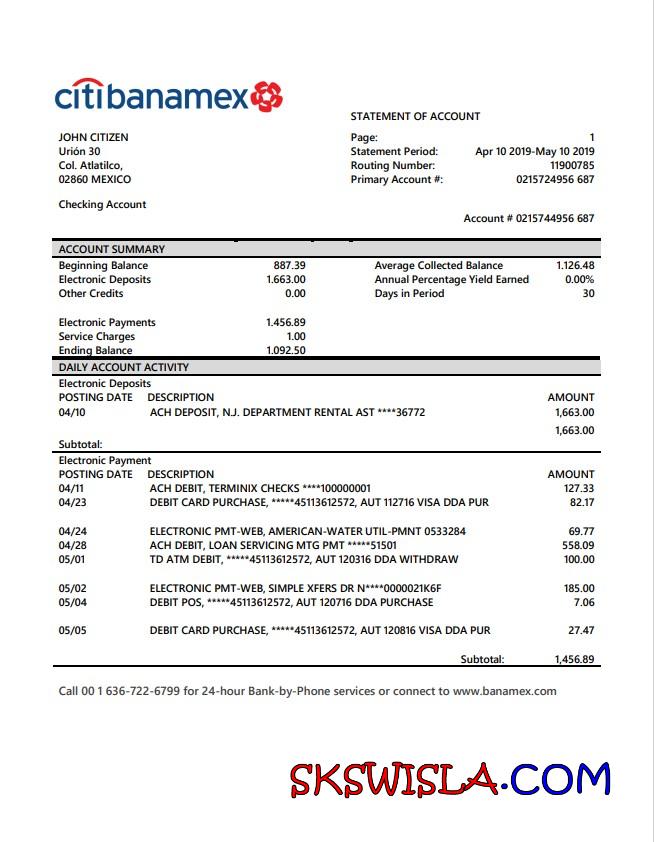 citibanamex
STATEMENT OF ACCOUNT
JOHN CITIZEN
Urión 30
Col. Atlatilco,
02860 MEXICO
Page: 1
Statement Period: Apr 10 2019-May 10 2019
Routing Number: 11900785
Primary Account #: 0215724956 687
Checking Account
Account # 0215744956 687
ACCOUNT SUMMARY
Beginning Balance 887.39 Average Collected Balance 1.126.48
Electronic Deposits 1.663.00 Annual Percentage Yield Earned 0.00%
Other Credits 0.00 Days in Period 30
Electronic Payments 1.456.89
Service Charges 1.00
Ending Balance 1.092.50
DAILY ACCOUNT ACTIVITY
Electronic Deposits
POSTING DATE DESCRIPTION AMOUNT
04/10 ACH DEPOSIT, N.J. DEPARTMENT RENTAL AST ****36772 1,663.00
1,663.00
Subtotal:
Electronic Payment
POSTING DATE DESCRIPTION AMOUNT
04/11 ACH DEBIT, TERMINIX CHECKS ****100000001 127.33
04/23 DEBIT CARD PURCHASE, *****45113612572, AUT 112716 VISA DDA PUR 82.17
04/24 ELECTRONIC PMT-WEB, AMERICAN-WATER UTIL-PMNT 0533284 69.77
04/28 ACH DEBIT, LOAN SERVICING MTG PMT *****51501 558.09
05/01 TD ATM DEBIT, *****45113612572, AUT 120316 DDA WITHDRAW 100.00
05/02 ELECTRONIC PMT-WEB, SIMPLE XFERS DR N****0000021K6F 185.00
05/04 DEBIT POS, *****45113612572, AUT 120716 DDA PURCHASE 7.06
05/05 DEBIT CARD PURCHASE, *****45113612572, AUT 120816 VISA DDA PUR 27.47
Subtotal: 1,456.89
Call 00 1 636-722-6799 for 24-hour Bank-by-Phone services or connect to www.banamex.com
SKSWISLA.COM